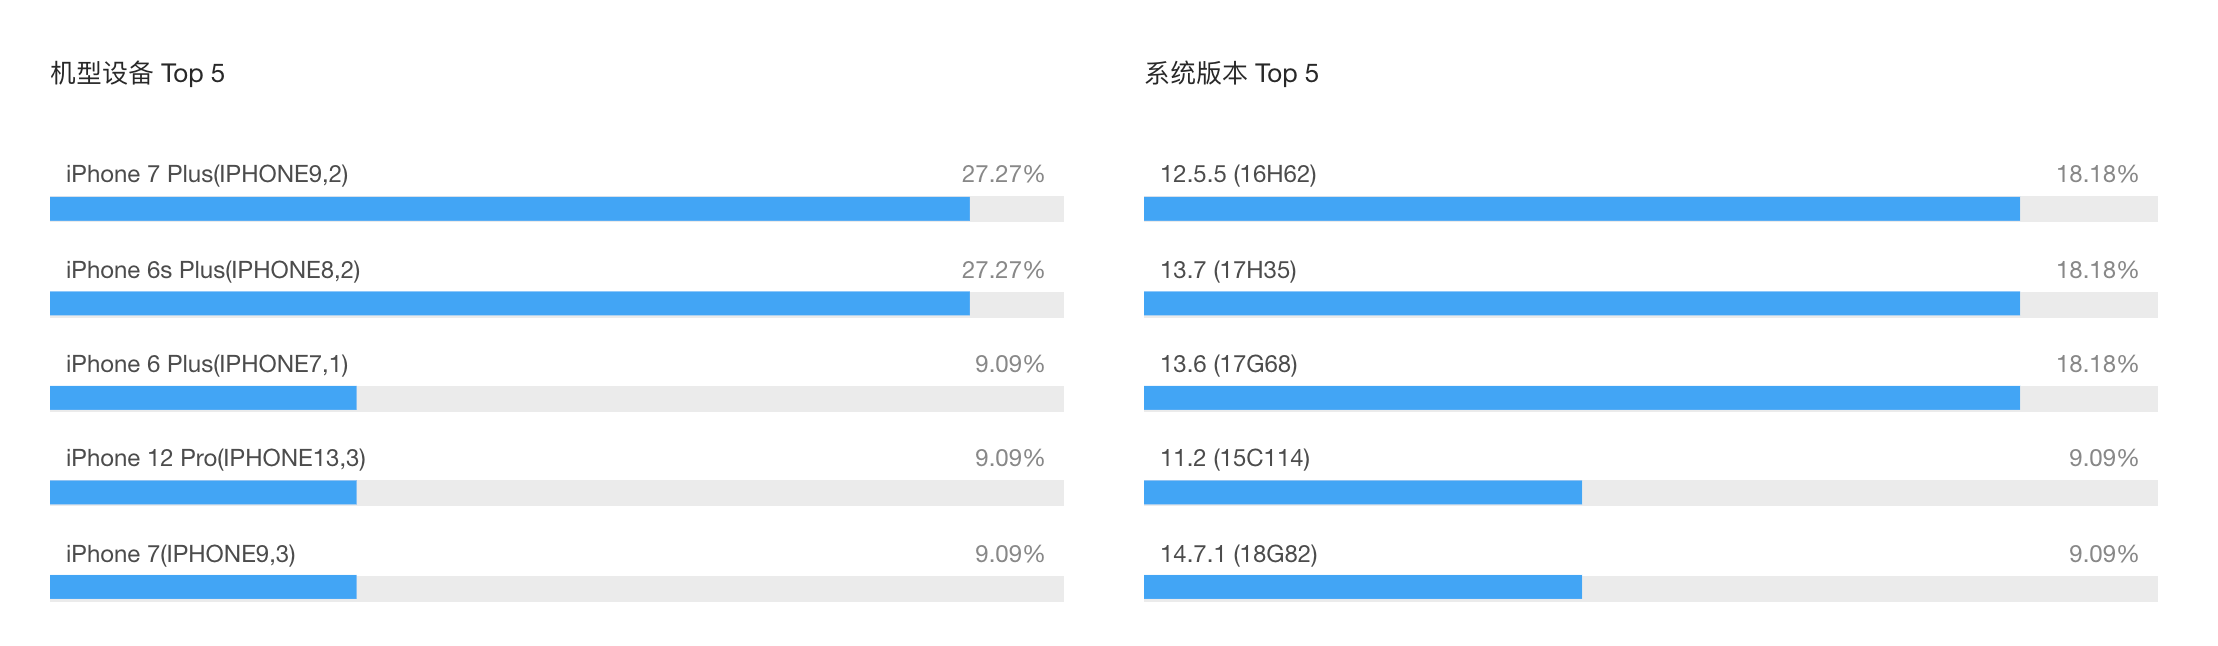 机型设备 Top 5
iPhone 7 Plus(IPHONE9,2) 27.27%
iPhone 6s Plus(IPHONE8,2) 27.27%
iPhone 6 Plus(IPHONE7,1) 9.09%
iPhone 12 Pro(IPHONE13,3) 9.09%
iPhone 7(IPHONE9,3) 9.09%
系统版本 Top 5
12.5.5 (16H62) 18.18%
13.7 (17H35) 18.18%
13.6 (17G68) 18.18%
11.2 (15C114) 9.09%
14.7.1 (18G82) 9.09%